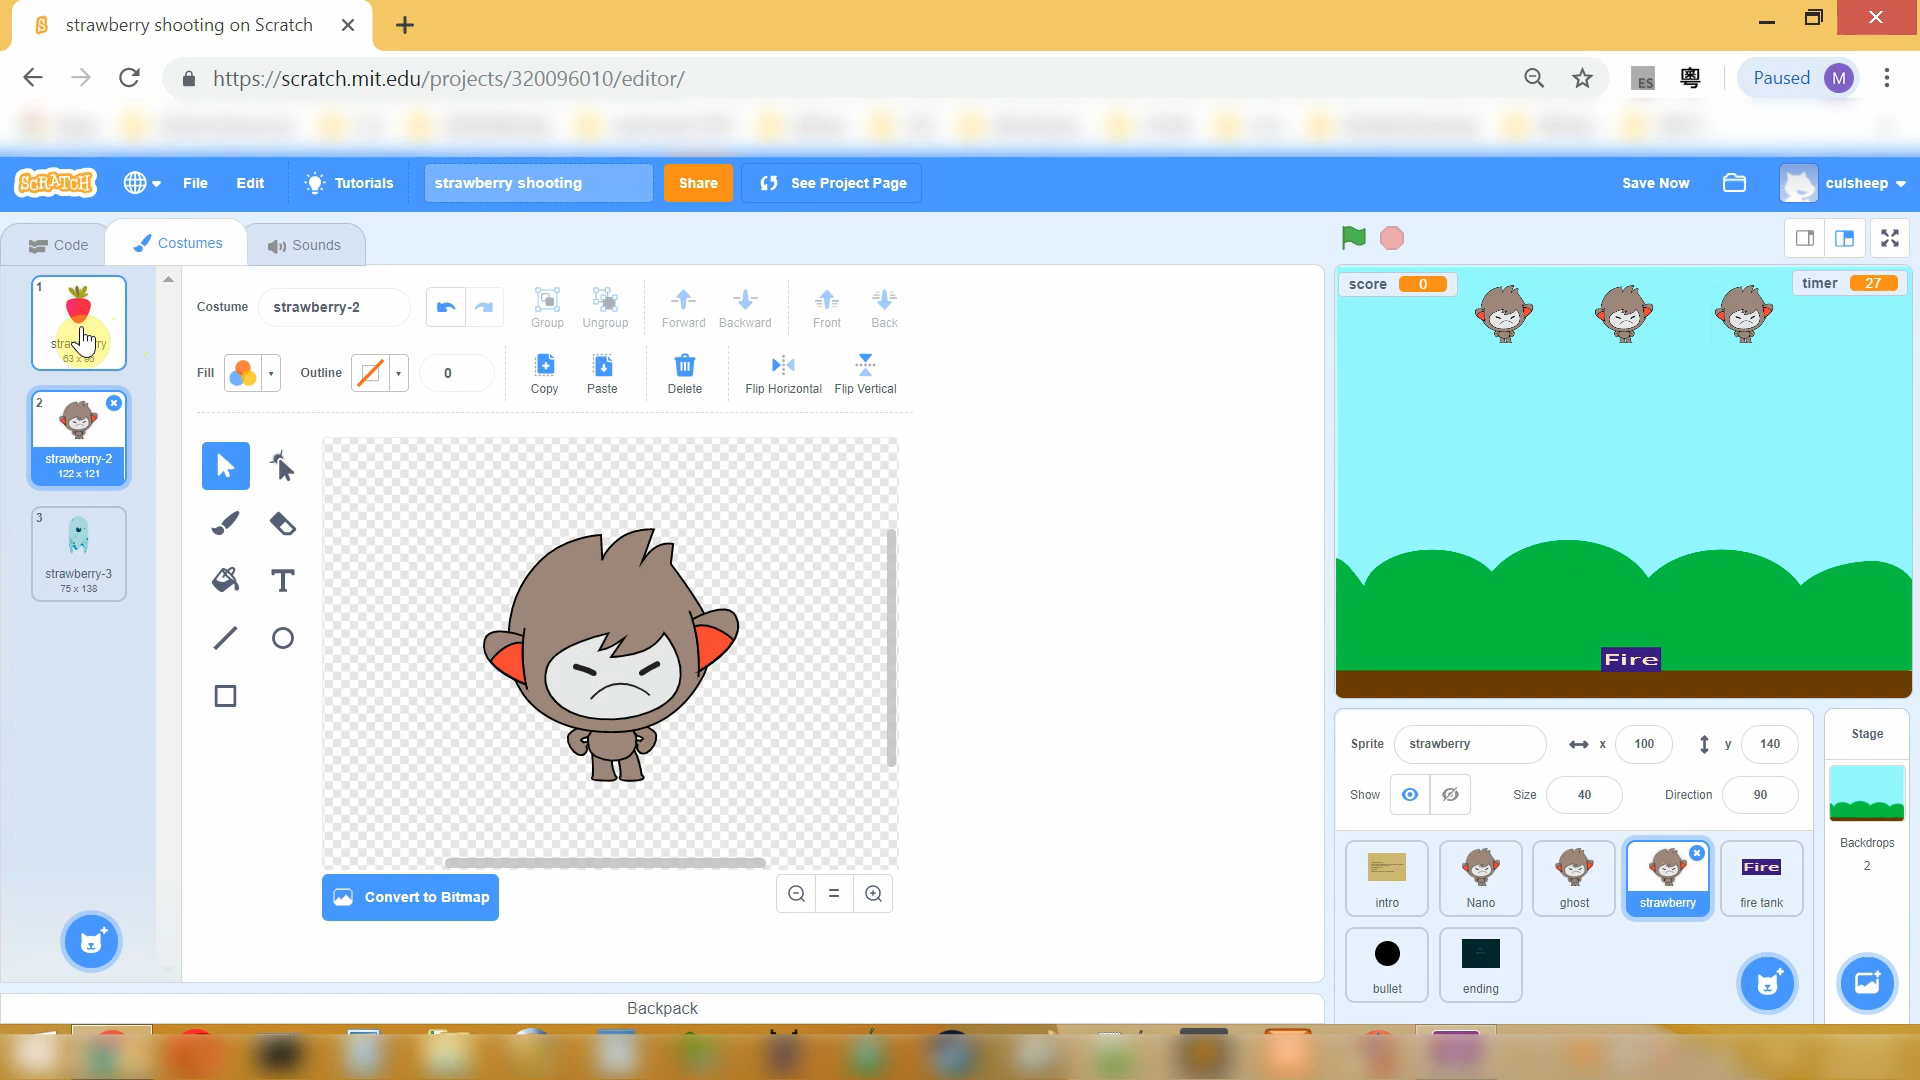 strawberry shooting on Scratch
https://scratch.mit.edu/projects/320096010/editor/
ES
粵
Paused
M
SCRATCH
File
Edit
Tutorials
strawberry shooting
Share
See Project Page
Save Now
culsheep
Code
Costumes
Sounds
1
2
strawberry-2
122 x 121
3
strawberry-3
75 x 138
Costume
strawberry-2
Group
Ungroup
Forward
Backward
Front
Back
Fill
Outline
0
Copy
Paste
Delete
Flip Horizontal
Flip Vertical
Convert to Bitmap
Backpack
score 0
timer 27
Fire
Sprite
strawberry
x
100
y
140
Show
Size
40
Direction
90
Stage
Backdrops
2
intro
Nano
ghost
strawberry
Fire
fire tank
bullet
ending